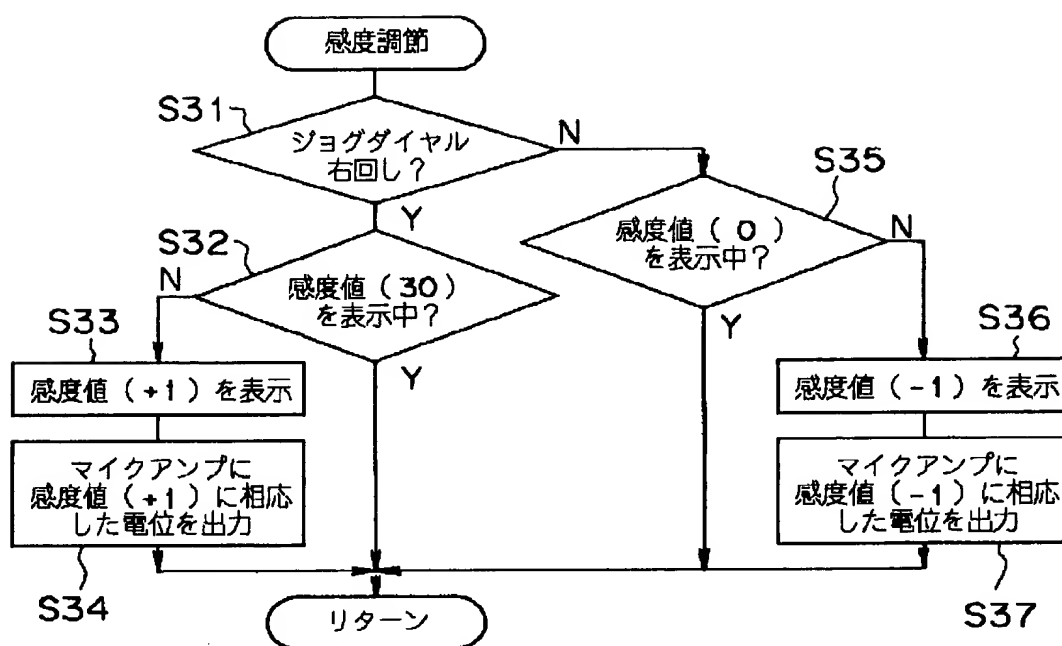 感度調節
S31
ジョグダイヤル
右回し？
N
Y
S35
感度値（0）
を表示中？
N
Y
S32
感度値（30）
を表示中？
N
Y
S33
感度値（+1）を表示
S34
マイクアンプに
感度値（+1）に相応
した電位を出力
S36
感度値（-1）を表示
マイクアンプに
感度値（-1）に相応
した電位を出力
S37
リターン